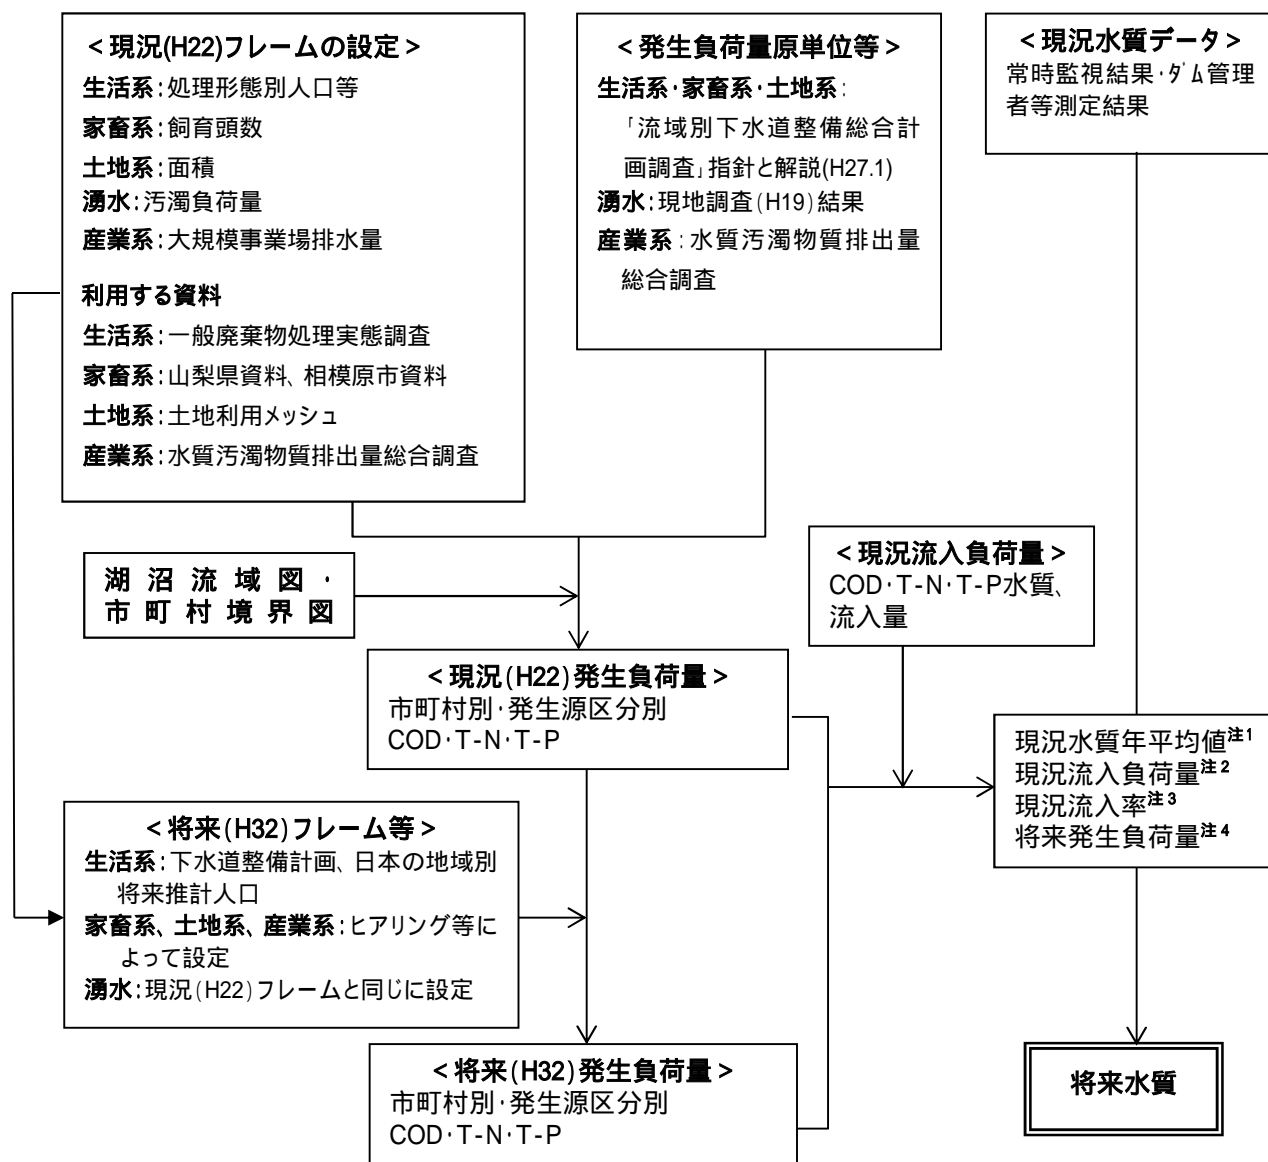 ＜現況(H22)フレームの設定＞
生活系：処理形態別人口等
家畜系：飼育頭数
土地系：面積
湧水：汚濁負荷量
産業系：大規模事業場排水量
利用する資料
生活系：一般廃棄物処理実態調査
家畜系：山梨県資料、相模原市資料
土地系：土地利用メッシュ
産業系：水質汚濁物質排出量総合調査
＜発生負荷量原単位等＞
生活系・家畜系・土地系：
「流域別下水道整備総合計
画調査」指針と解説(H27.1)
湧水：現地調査(H19)結果
産業系：水質汚濁物質排出量
総合調査
＜現況水質データ＞
常時監視結果・ダム管理
者等測定結果
湖沼流域図・
市町村境界図
＜現況流入負荷量＞
COD・T-N・T-P水質、
流入量
＜現況(H22)発生負荷量＞
市町村別・発生源区分別
COD・T-N・T-P
現況水質年平均値注1
現況流入負荷量注2
現況流入率注3
将来発生負荷量注4
＜将来(H32)フレーム等＞
生活系：下水道整備計画、日本の地域別
将来推計人口
家畜系、土地系、産業系：ヒアリング等に
よって設定
湧水：現況(H22)フレームと同じに設定
＜将来(H32)発生負荷量＞
市町村別・発生源区分別
COD・T-N・T-P
将来水質